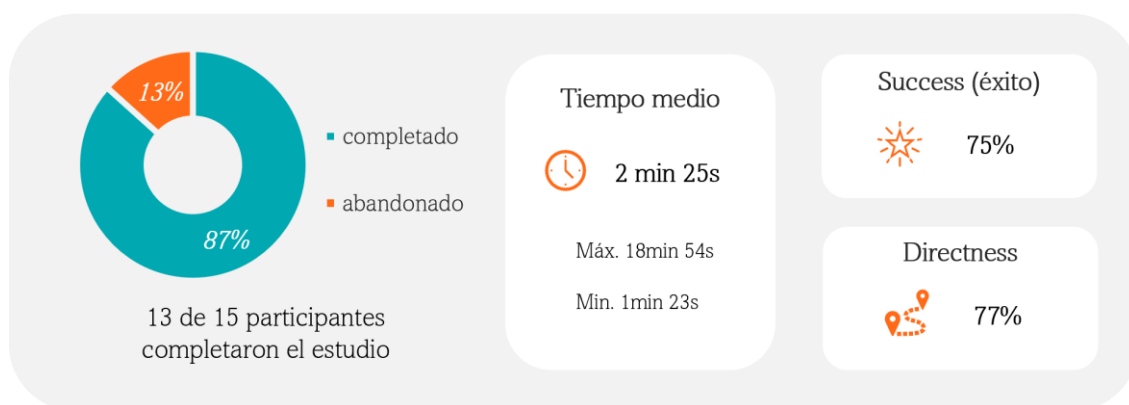 13%
87%
completado
abandonado
13 de 15 participantes
completaron el estudio
Tiempo medio
2 min 25s
Máx. 18min 54s
Min. 1min 23s
Success (éxito)
75%
Directness
77%